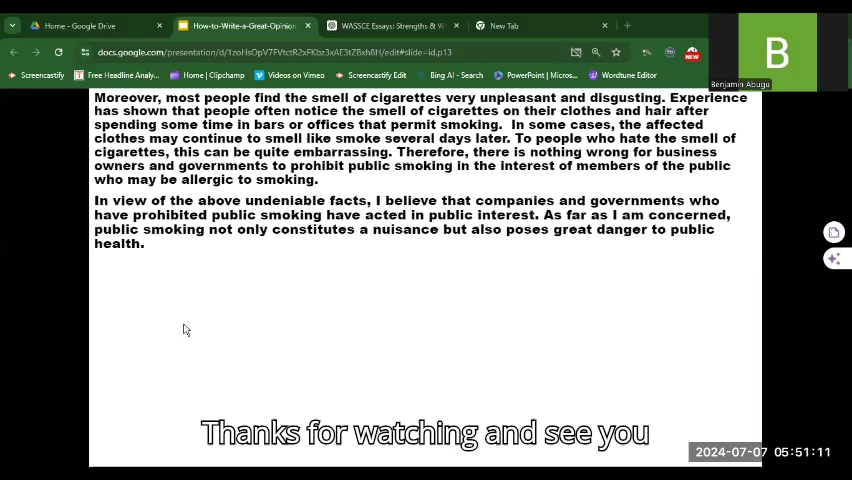 Home - Google Drive
How-to-Write-a-Great-Opinion
WASSCE Essays: Strengths & W
New Tab
docs.google.com/presentation/d/1zoHsOpV7FVtctR2xFKbz3xAE3tZBxh8H/edit#slide=id.p13
NEW
Screencastify
Free Headline Analy...
Home | Clipchamp
Videos on Vimeo
Screencastify Edit
Bing AI - Search
PowerPoint | Micros...
Wordtune Editor
B
Benjamin Abugu
Moreover, most people find the smell of cigarettes very unpleasant and disgusting. Experience
has shown that people often notice the smell of cigarettes on their clothes and hair after
spending some time in bars or offices that permit smoking. In some cases, the affected
clothes may continue to smell like smoke several days later. To people who hate the smell of
cigarettes, this can be quite embarrassing. Therefore, there is nothing wrong for business
owners and governments to prohibit public smoking in the interest of members of the public
who may be allergic to smoking.
In view of the above undeniable facts, I believe that companies and governments who
have prohibited public smoking have acted in public interest. As far as I am concerned,
public smoking not only constitutes a nuisance but also poses great danger to public
health.
Thanks for watching and see you
2024-07-07 05:51:11